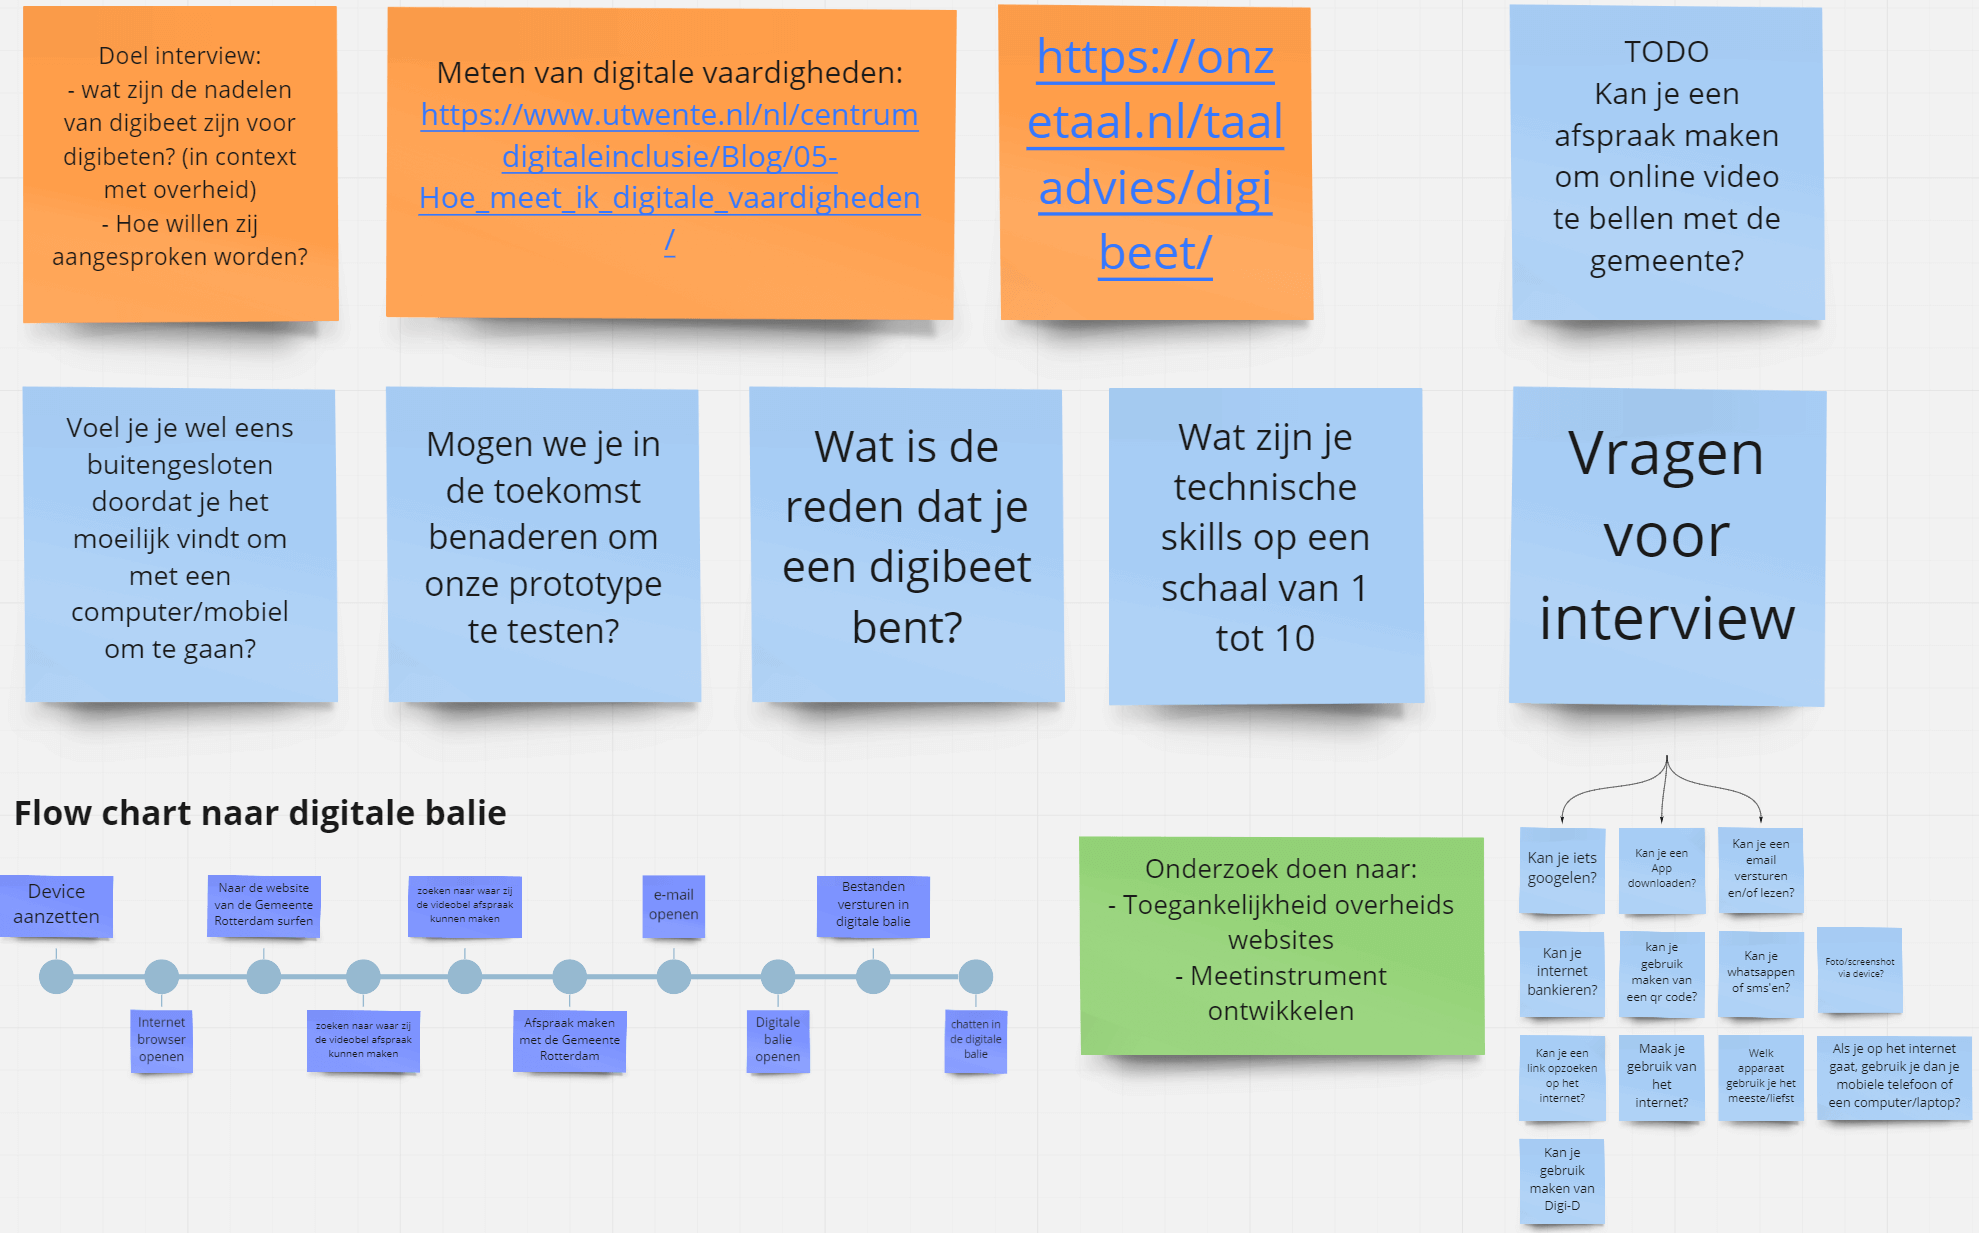 Doel interview:
- wat zijn de nadelen
van digibeet zijn voor
digibeten? (in context
met overheid)
- Hoe willen zij
aangesproken worden?
Meten van digitale vaardigheden:
https://www.utwente.nl/nl/centrum
digitaleinclusie/Blog/05-
Hoe_meet_ik_digitale_vaardigheden
/
https://onz
etaal.nl/taal
advies/digi
beet/
TODO
Kan je een
afspraak maken
om online video
te bellen met de
gemeente?
Voel je je wel eens
buitengesloten
doordat je het
moeilijk vindt om
met een
computer/mobiel
om te gaan?
Mogen we je in
de toekomst
benaderen om
onze prototype
te testen?
Wat is de
reden dat je
een digibeet
bent?
Wat zijn je
technische
skills op een
schaal van 1
tot 10
Vragen
voor
interview
Flow chart naar digitale balie
Device
aanzetten
Internet
browser
openen
Naar de website
van de Gemeente
Rotterdam surfen
zoeken naar waar zij
de videobel afspraak
kunnen maken
zoeken naar waar zij
de videobel afspraak
kunnen maken
Afspraak maken
met de Gemeente
Rotterdam
e-mail
openen
Digitale
balie
openen
Bestanden
versturen in
digitale balie
chatten in
de digitale
balie
Onderzoek doen naar:
- Toegankelijkheid overheids
websites
- Meetinstrument
ontwikkelen
Kan je iets
googelen?
Kan je een
App
downloaden?
Kan je een
email
versturen
en/of lezen?
Kan je
internet
bankieren?
kan je
gebruik
maken van
een qr code?
Kan je
whatsappen
of sms'en?
Foto/screenshot
via device?
Kan je een
link opzoeken
op het
internet?
Maak je
gebruik van
het
internet?
Welk
apparaat
gebruik je het
meeste/liefst
Als je op het internet
gaat, gebruik je dan je
mobiele telefoon of
een computer/laptop?
Kan je
gebruik
maken van
Digi-D